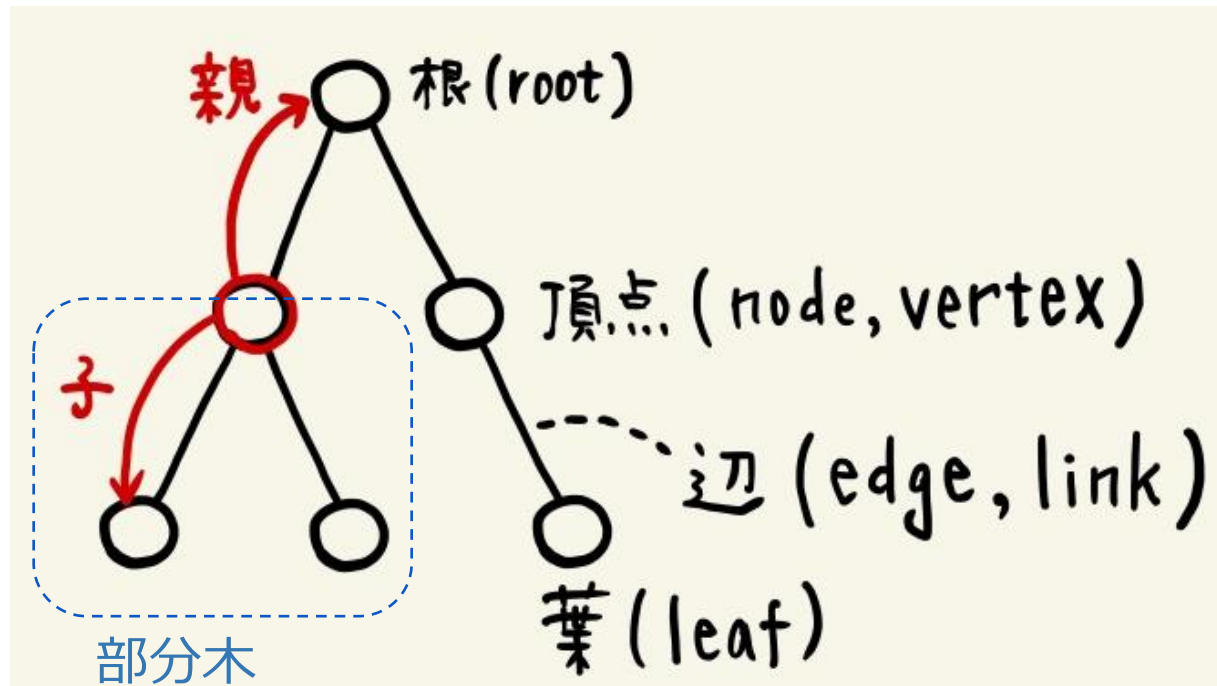 親
根(root)
頂点(node,vertex)
子
辺(edge,link)
葉(leaf)
部分木